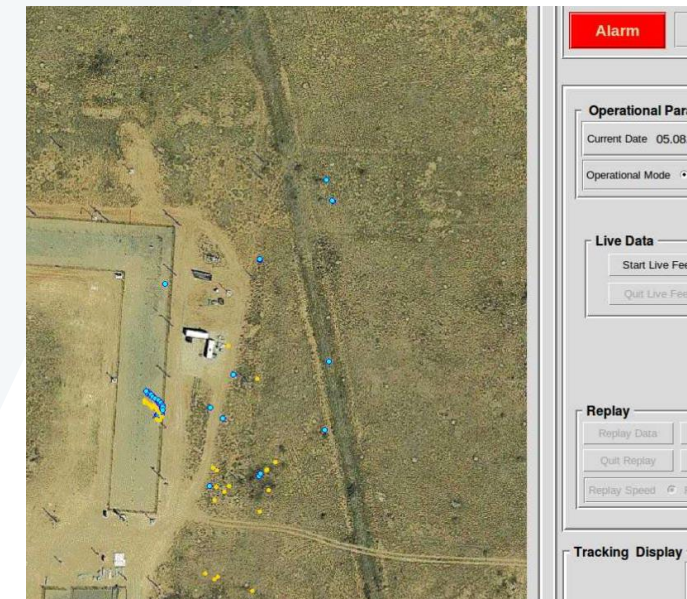 Alarm
Operational Par
Current Date 05.08
Operational Mode
Live Data
Start Live Fee
Quit Live Fee
Replay
Replay Data
Quit Replay
Replay Speed
Tracking Display